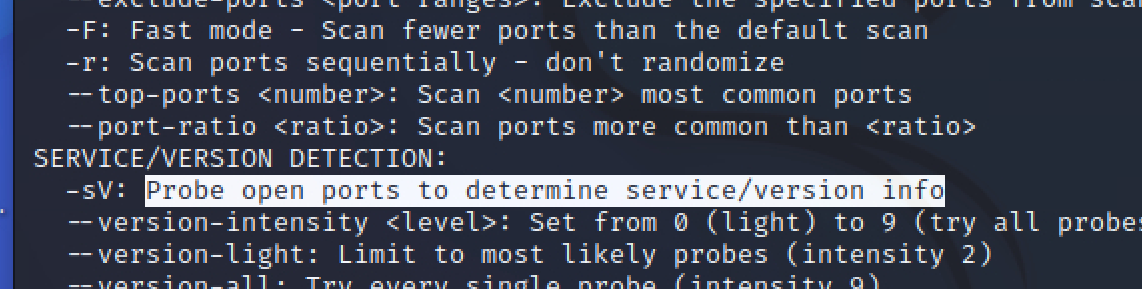 --exclude-ports <port ranges>: Exclude the specified ports from
-F: Fast mode - Scan fewer ports than the default scan
-r: Scan ports sequentially - don't randomize
--top-ports <number>: Scan <number> most common ports
--port-ratio <ratio>: Scan ports more common than <ratio>
SERVICE/VERSION DETECTION:
-sV: Probe open ports to determine service/version info
--version-intensity <level>: Set from 0 (light) to 9 (try all probes
--version-light: Limit to most likely probes (intensity 2)
--version-all: Try every single probe (intensity 9)